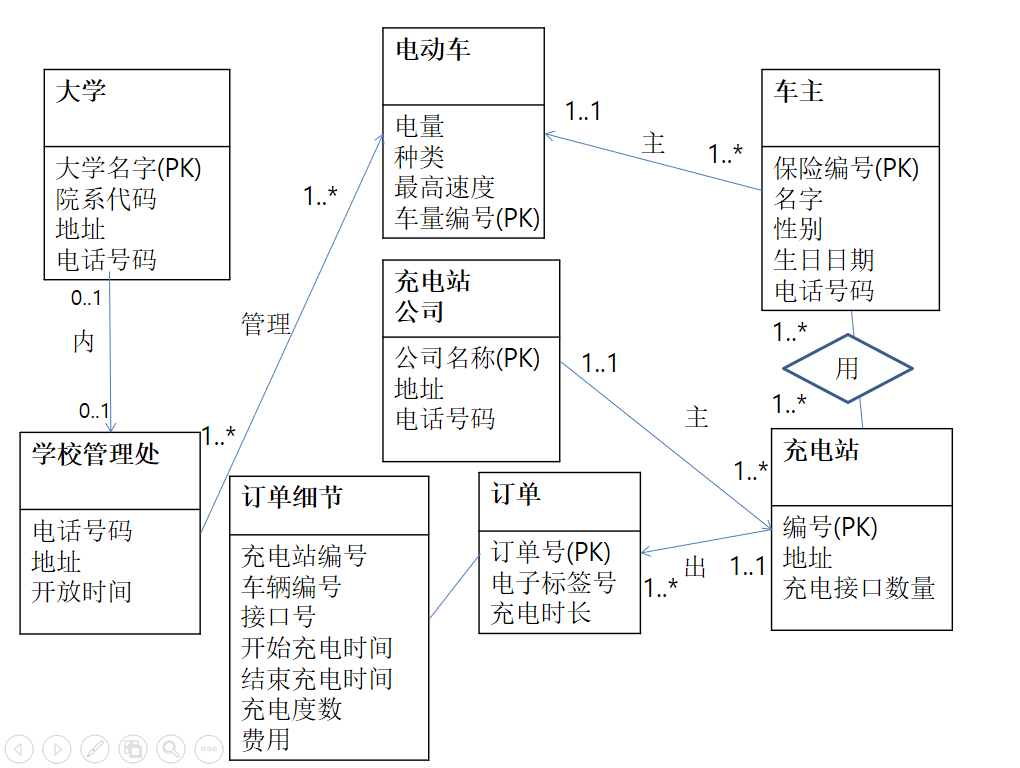 大学
大学名字(PK)
院系代码
地址
电话号码
0..1
内
0..1
学校管理处
电话号码
地址
开放时间
1..*
管理
1..*
电动车
电量
种类
最高速度
车量编号(PK)
1..1
主
1..*
车主
保险编号(PK)
名字
性别
生日日期
电话号码
1..*
用
1..*
充电站
公司
公司名称(PK)
地址
电话号码
1..1
主
1..*
充电站
编号(PK)
地址
充电接口数量
1..1
出
1..*
订单
订单号(PK)
电子标签号
充电时长
订单细节
充电站编号
车辆编号
接口号
开始充电时间
结束充电时间
充电度数
费用